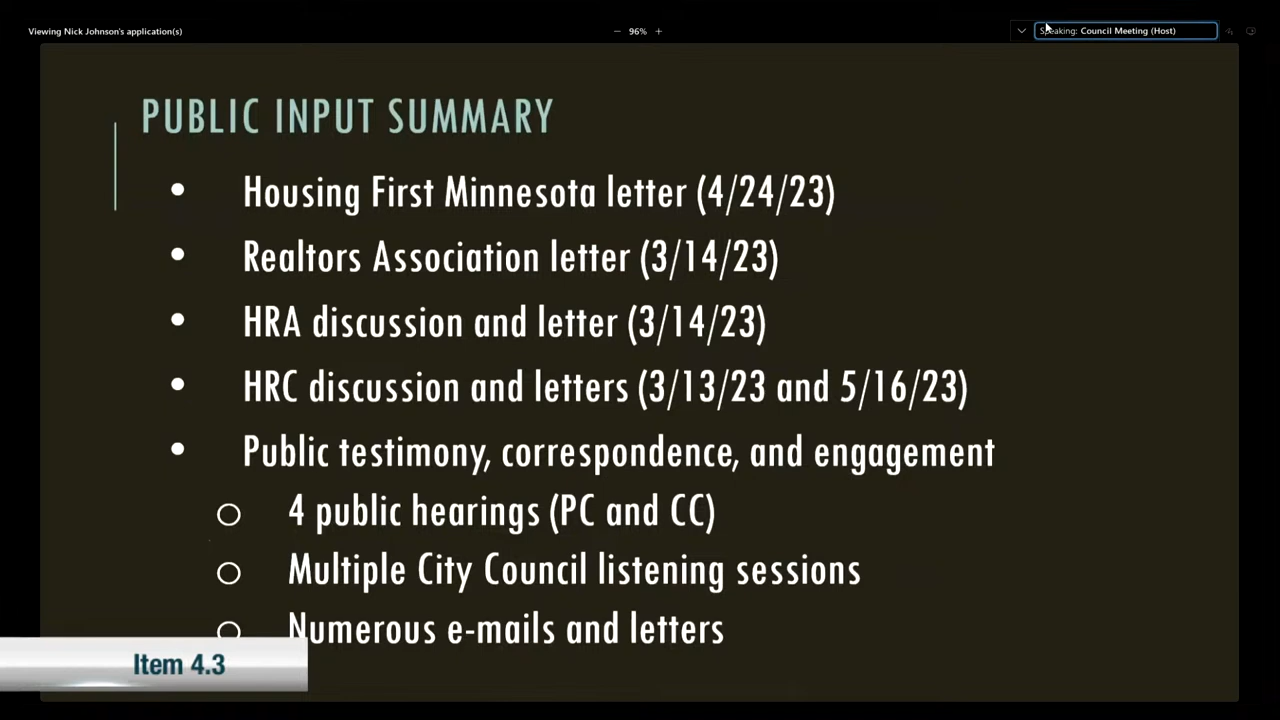 Viewing Nick Johnson's application(s)
− 96% +
Speaking: Council Meeting (Host)
PUBLIC INPUT SUMMARY
• Housing First Minnesota letter (4/24/23)
• Realtors Association letter (3/14/23)
• HRA discussion and letter (3/14/23)
• HRC discussion and letters (3/13/23 and 5/16/23)
• Public testimony, correspondence, and engagement
○ 4 public hearings (PC and CC)
○ Multiple City Council listening sessions
○ Numerous e-mails and letters
Item 4.3